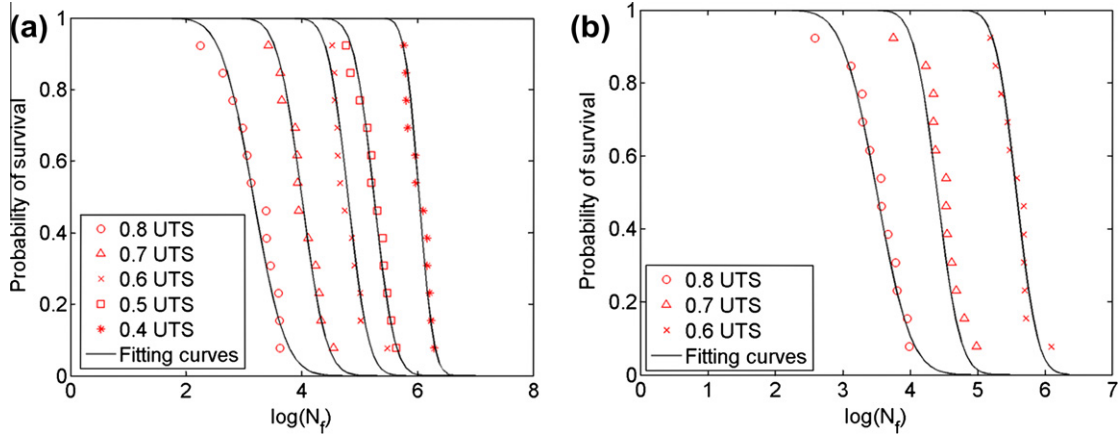 (a)
Probability of survival
1
0.8
0.6
0.4
0.2
0
0.8 UTS
0.7 UTS
0.6 UTS
0.5 UTS
0.4 UTS
Fitting curves
0 2 4 6 8
log(N_f)
(b)
Probability of survival
1
0.8
0.6
0.4
0.2
0
0.8 UTS
0.7 UTS
0.6 UTS
Fitting curves
0 1 2 3 4 5 6 7
log(N_f)